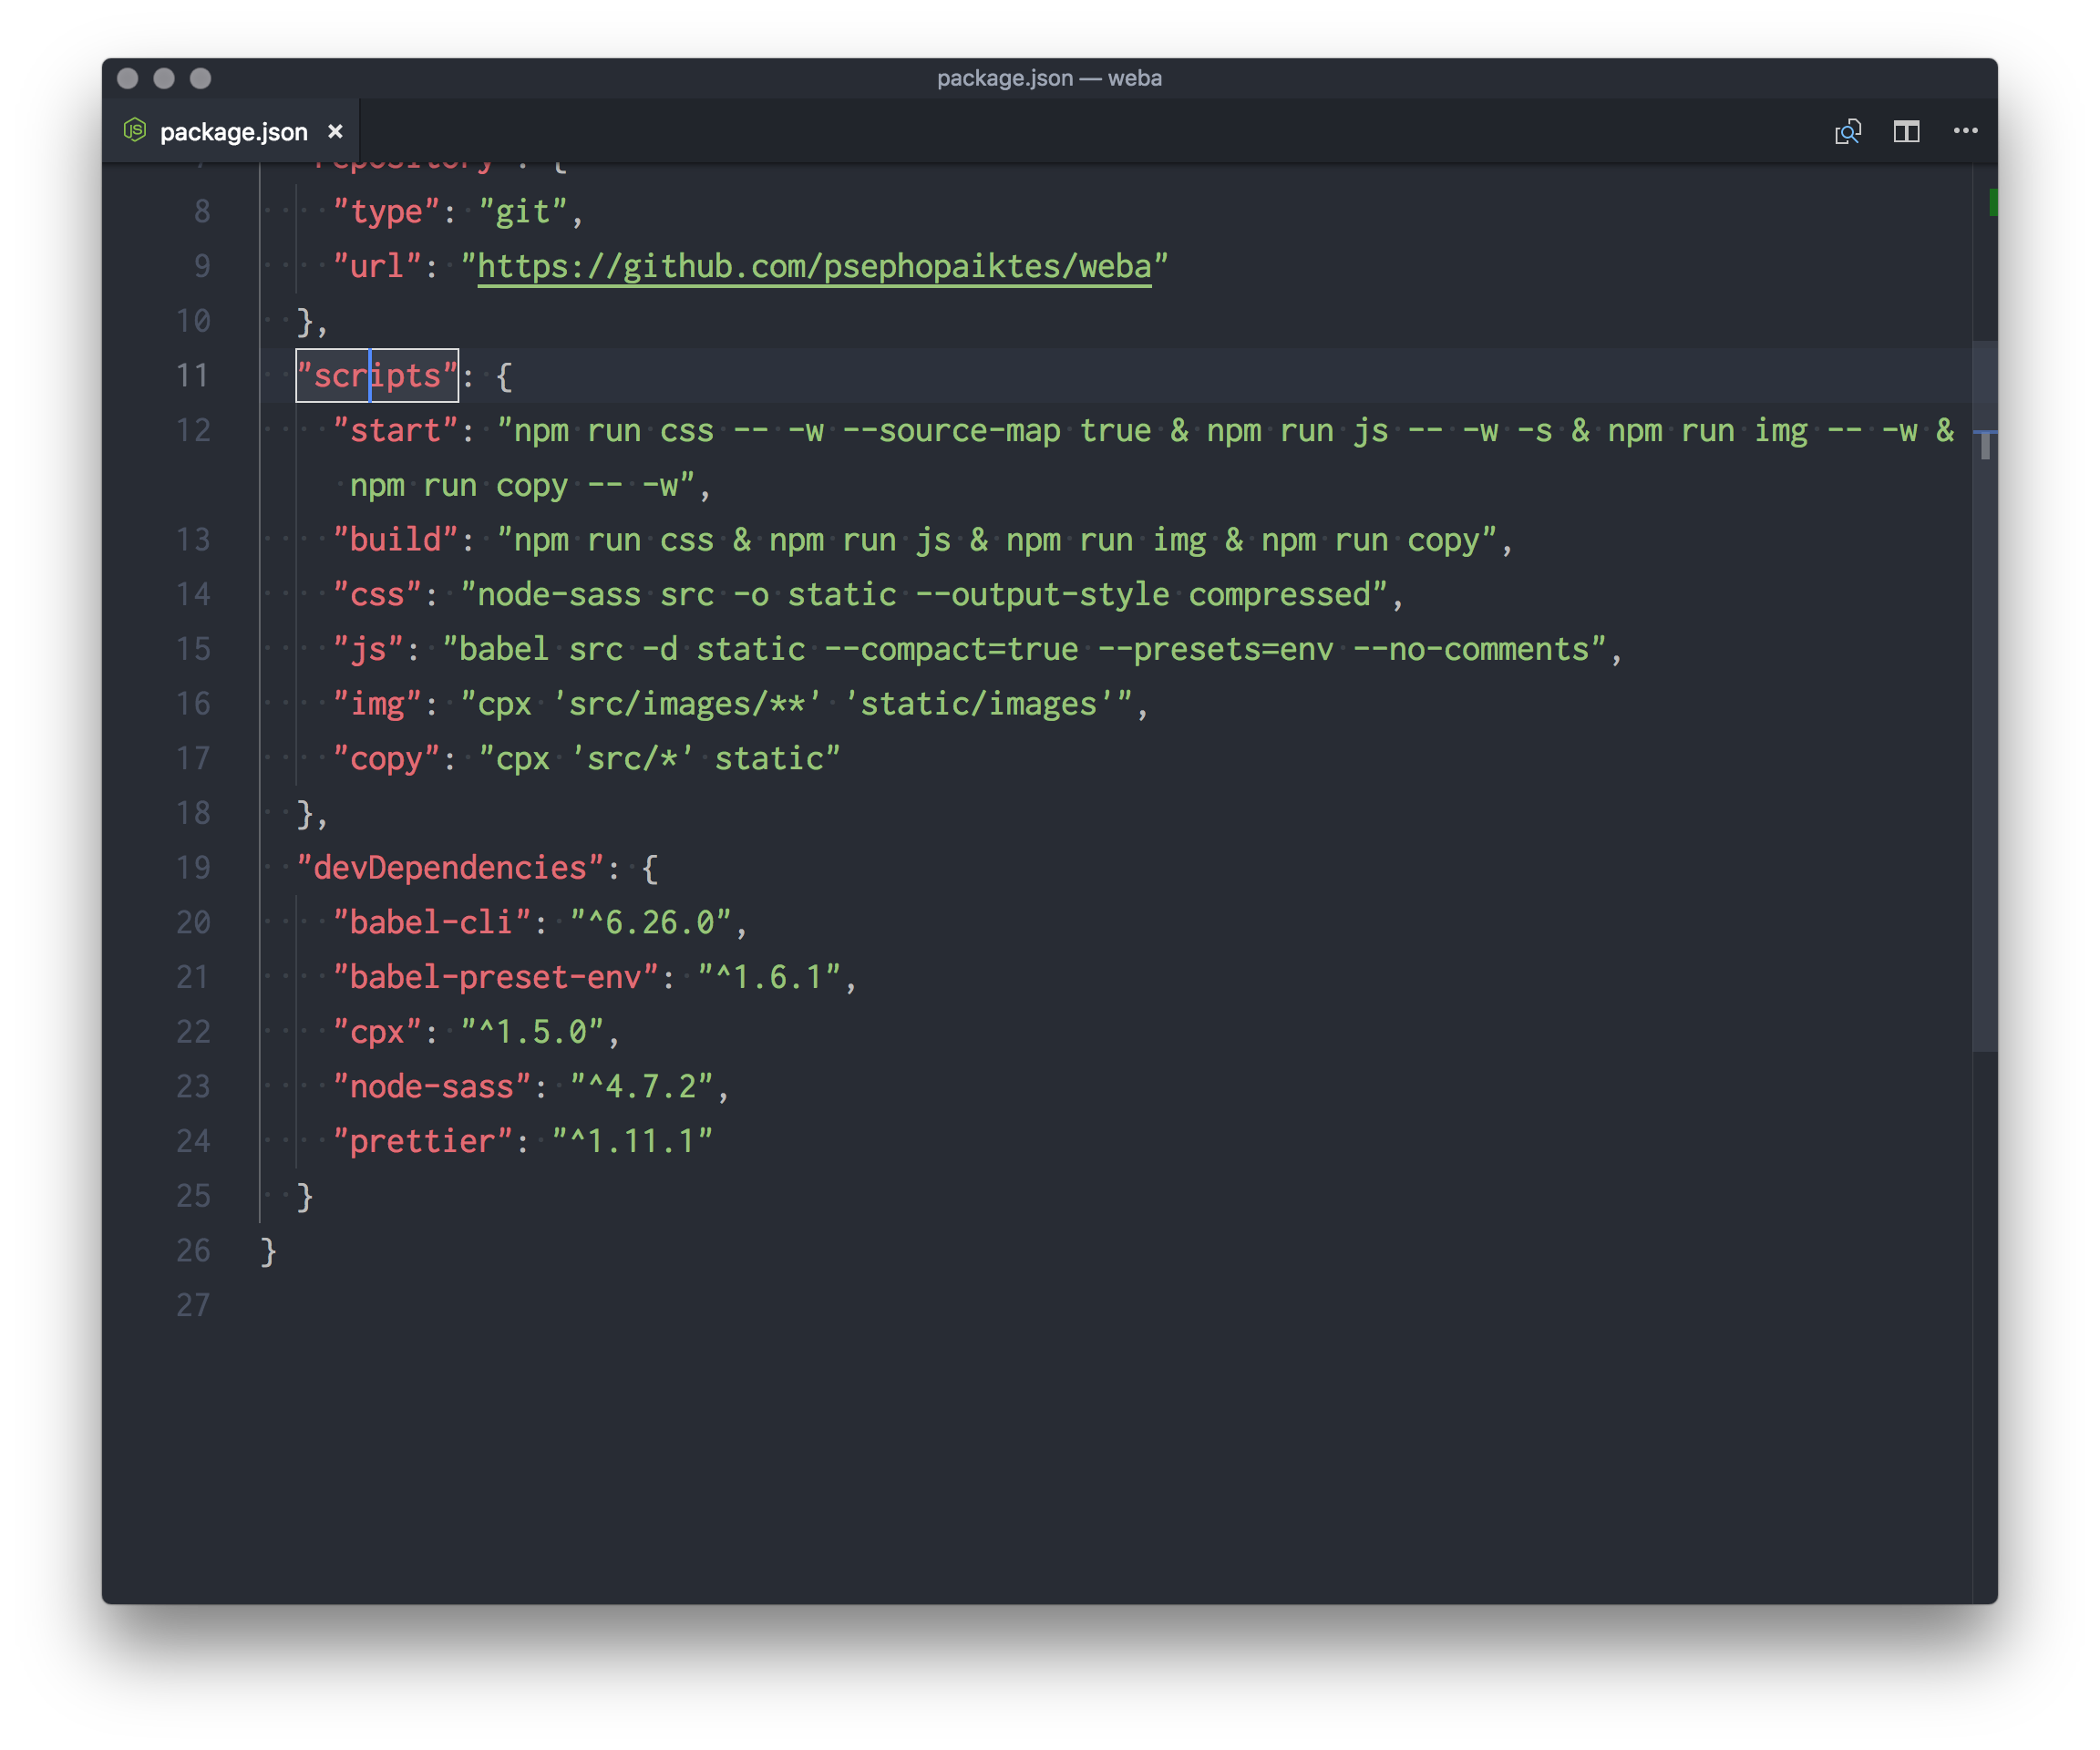 package.json — weba
JS package.json ×
7 "repository": {
8 "type": "git",
9 "url": "https://github.com/psephopaiktes/weba"
10 },
11 "scripts": {
12 "start": "npm run css -- -w --source-map true & npm run js -- -w -s & npm run img -- -w &
npm run copy -- -w",
13 "build": "npm run css & npm run js & npm run img & npm run copy",
14 "css": "node-sass src -o static --output-style compressed",
15 "js": "babel src -d static --compact=true --presets=env --no-comments",
16 "img": "cpx 'src/images/**' 'static/images'",
17 "copy": "cpx 'src/*' static"
18 },
19 "devDependencies": {
20 "babel-cli": "^6.26.0",
21 "babel-preset-env": "^1.6.1",
22 "cpx": "^1.5.0",
23 "node-sass": "^4.7.2",
24 "prettier": "^1.11.1"
25 }
26 }
27